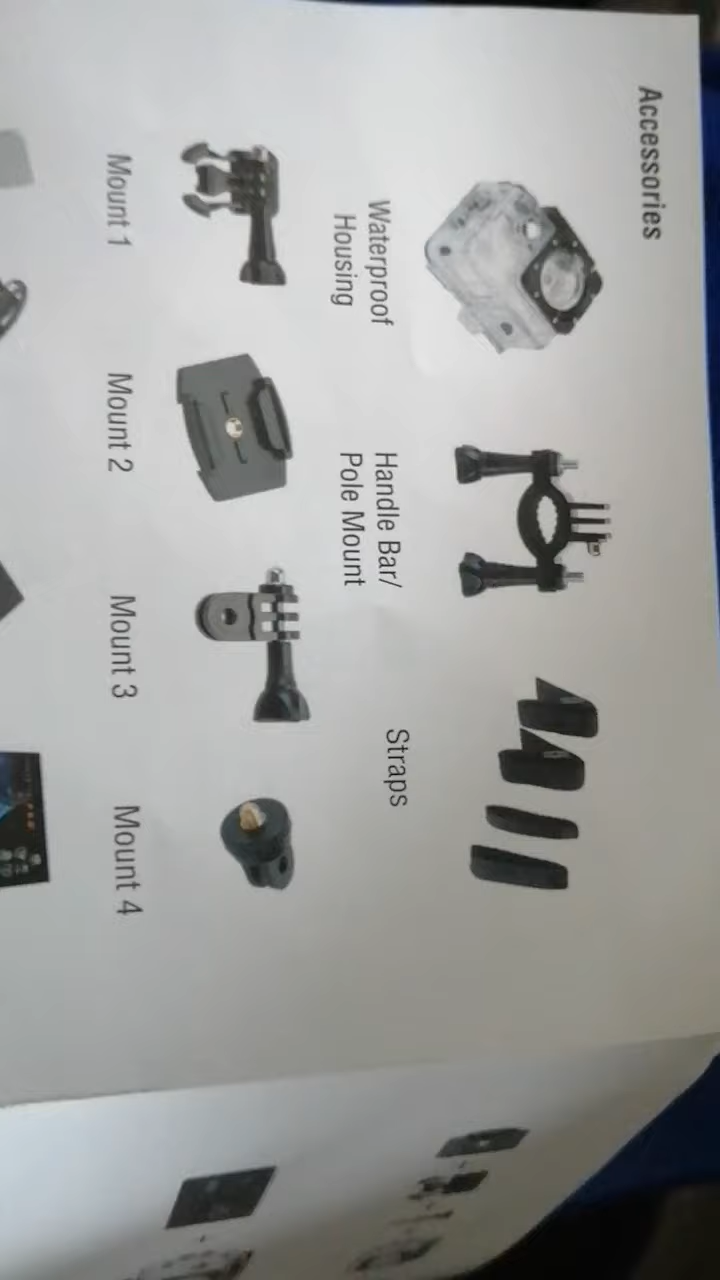 Accessories
Waterproof
Housing
Handle Bar/
Pole Mount
Straps
Mount 1
Mount 2
Mount 3
Mount 4